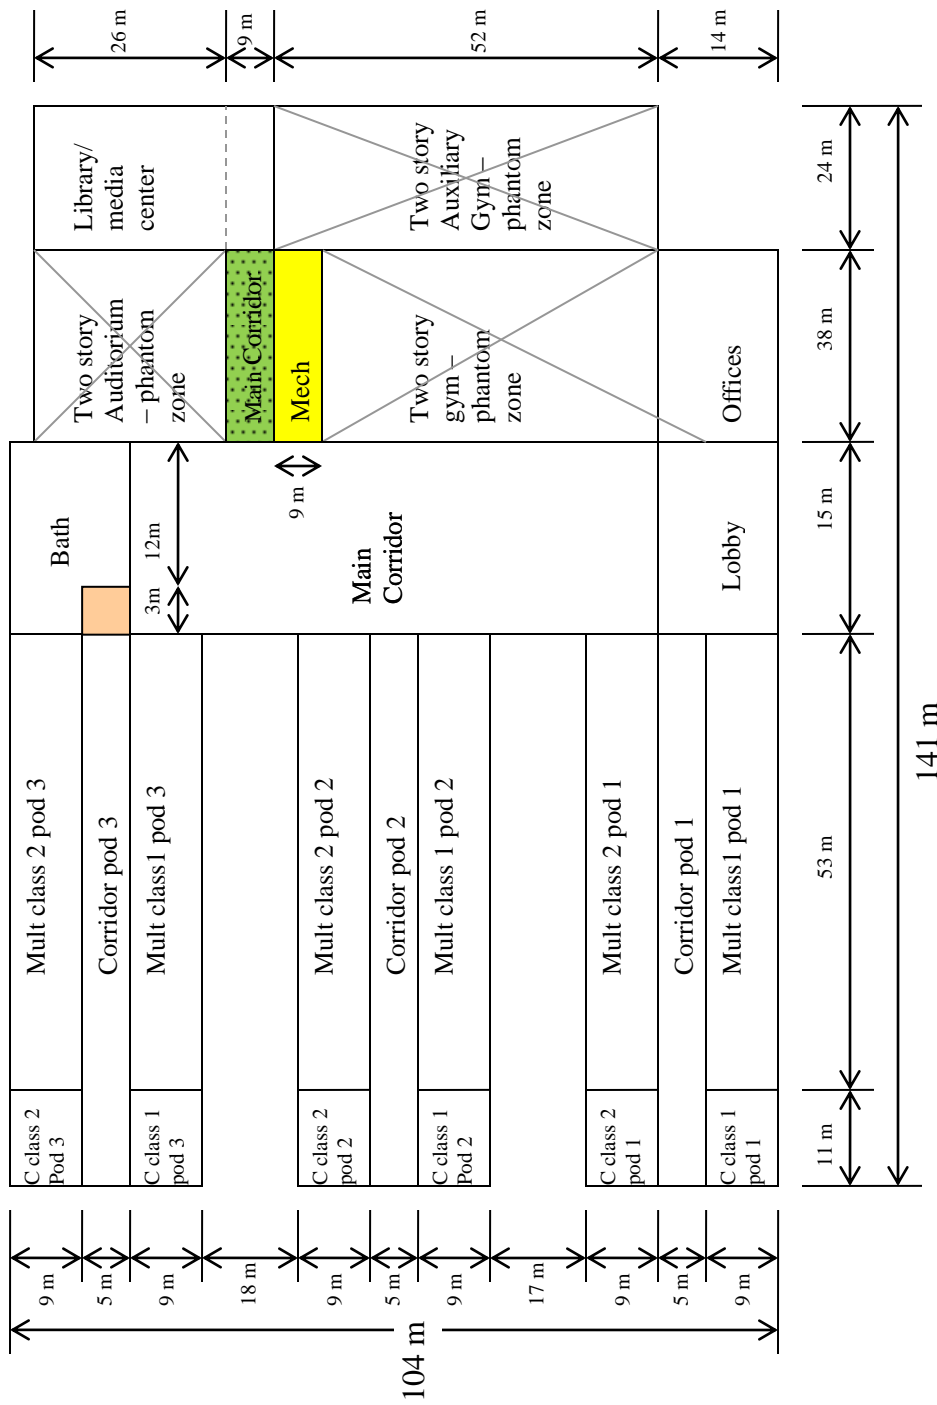 26 m
9 m
52 m
14 m
Library/
media
center
Two story
Auxiliary
Gym –
phantom
zone
24 m
Two story
Auditorium
– phantom
zone
Main Corridor
Mech
Two story
gym –
phantom
zone
Offices
38 m
Bath
12m
3m
9 m
Main
Corridor
Lobby
15 m
Mult class 2 pod 3
Corridor pod 3
Mult class1 pod 3
Mult class 2 pod 2
Corridor pod 2
Mult class 1 pod 2
Mult class 2 pod 1
Corridor pod 1
Mult class1 pod 1
53 m
141 m
C class 2
Pod 3
C class 1
pod 3
C class 2
pod 2
C class 1
Pod 2
C class 2
pod 1
C class 1
pod 1
11 m
9 m
5 m
9 m
18 m
9 m
5 m
9 m
17 m
9 m
5 m
9 m
104 m